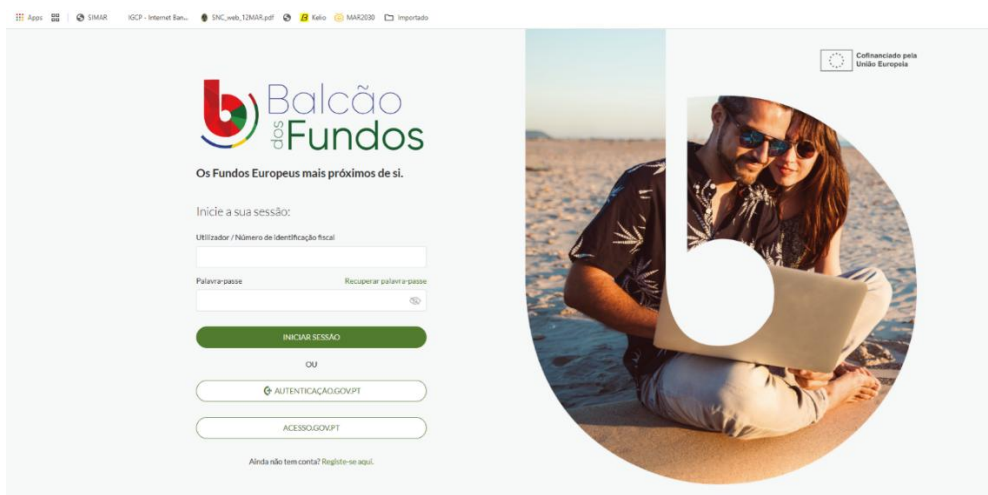 Apps SIMAR IGCP - Internet Ban... SNC_web_12MAR.pdf Kelio MAR2030 Importado
Cofinanciado pela
União Europeia
Balcão
dos Fundos
Os Fundos Europeus mais próximos de si.
Inicie a sua sessão:
Utilizador / Número de identificação fiscal
Palavra-passe Recuperar palavra-passe
INICIAR SESSÃO
OU
AUTENTICAÇÃO.GOV.PT
ACESSO.GOV.PT
Ainda não tem conta? Registe-se aqui.